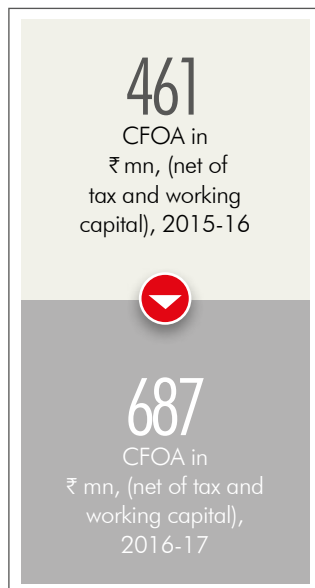 461
CFOA in
₹ mn, (net of
tax and working
capital), 2015-16
687
CFOA in
₹ mn, (net of tax and
working capital),
2016-17